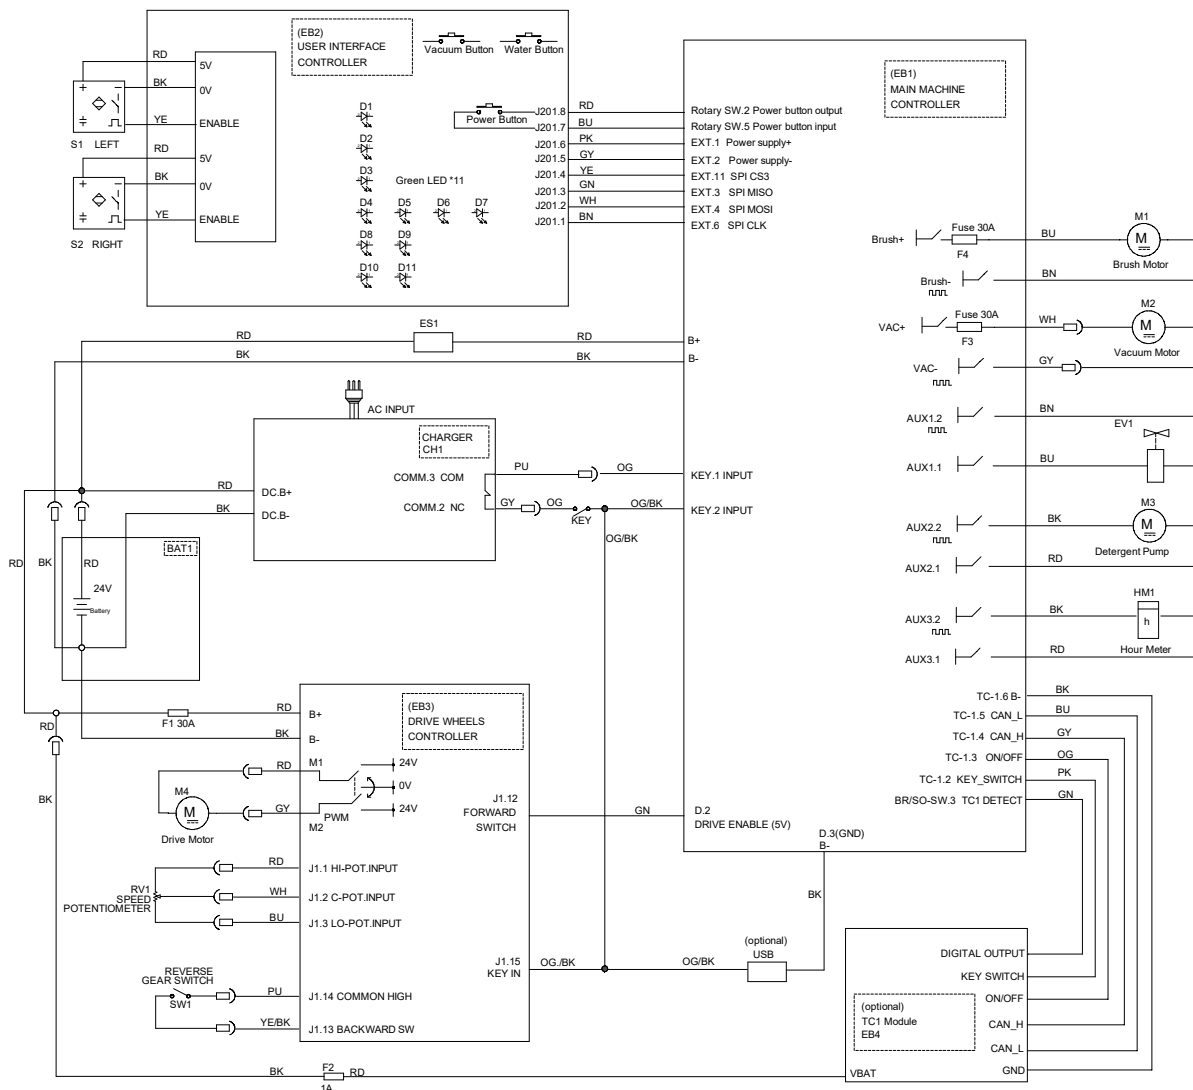 (EB2)
USER INTERFACE
CONTROLLER
Vacuum Button
Water Button
Power Button
RD
5V
BK
0V
YE
ENABLE
S1 LEFT
RD
5V
BK
0V
YE
ENABLE
S2 RIGHT
D1
D2
D3
Green LED *11
D4 D5 D6 D7
D8 D9
D10 D11
J201.8 RD Rotary SW.2 Power button output
J201.7 BU Rotary SW.5 Power button input
J201.6 PK EXT.1 Power supply+
J201.5 GY EXT.2 Power supply-
J201.4 YE EXT.11 SPI CS3
J201.3 GN EXT.3 SPI MISO
J201.2 WH EXT.4 SPI MOSI
J201.1 BN EXT.6 SPI CLK
(EB1)
MAIN MACHINE
CONTROLLER
Brush+ Fuse 30A F4 BU M1
M
Brush Motor
Brush- BN
VAC+ Fuse 30A F3 WH M2
M
Vacuum Motor
VAC- GY
AUX1.2 BN EV1
AUX1.1 BU
AUX2.2 BK M3
M
Detergent Pump
AUX2.1 RD
AUX3.2 BK HM1
h
Hour Meter
AUX3.1 RD
RD ES1 RD B+
BK BK B-
AC INPUT
CHARGER
CH1
COMM.3 COM PU OG KEY.1 INPUT
COMM.2 NC GY OG KEY OG/BK KEY.2 INPUT
OG/BK
RD DC.B+
BK DC.B-
RD
BK
RD
BAT1
24V
Battery
TC-1.6 B- BK
TC-1.5 CAN_L BU
TC-1.4 CAN_H GY
TC-1.3 ON/OFF OG
TC-1.2 KEY_SWITCH PK
BR/SO-SW.3 TC1 DETECT GN
RD
F1 30A
RD B+
BK B-
(EB3)
DRIVE WHEELS
CONTROLLER
RD M1
24V
0V
24V
M4
M
Drive Motor
GY
PWM
M2
J1.12
FORWARD
SWITCH
GN
D.2
DRIVE ENABLE (5V)
D.3(GND)
B-
BK
BK
RD J1.1 HI-POT.INPUT
RV1
SPEED
POTENTIOMETER
WH J1.2 C-POT.INPUT
BU J1.3 LO-POT.INPUT
J1.15
KEY IN
OG./BK
OG/BK
(optional)
USB
REVERSE
GEAR SWITCH
SW1
PU J1.14 COMMON HIGH
YE/BK J1.13 BACKWARD SW
DIGITAL OUTPUT
KEY SWITCH
ON/OFF
CAN_H
CAN_L
GND
(optional)
TC1 Module
EB4
VBAT
BK F2 RD
1A